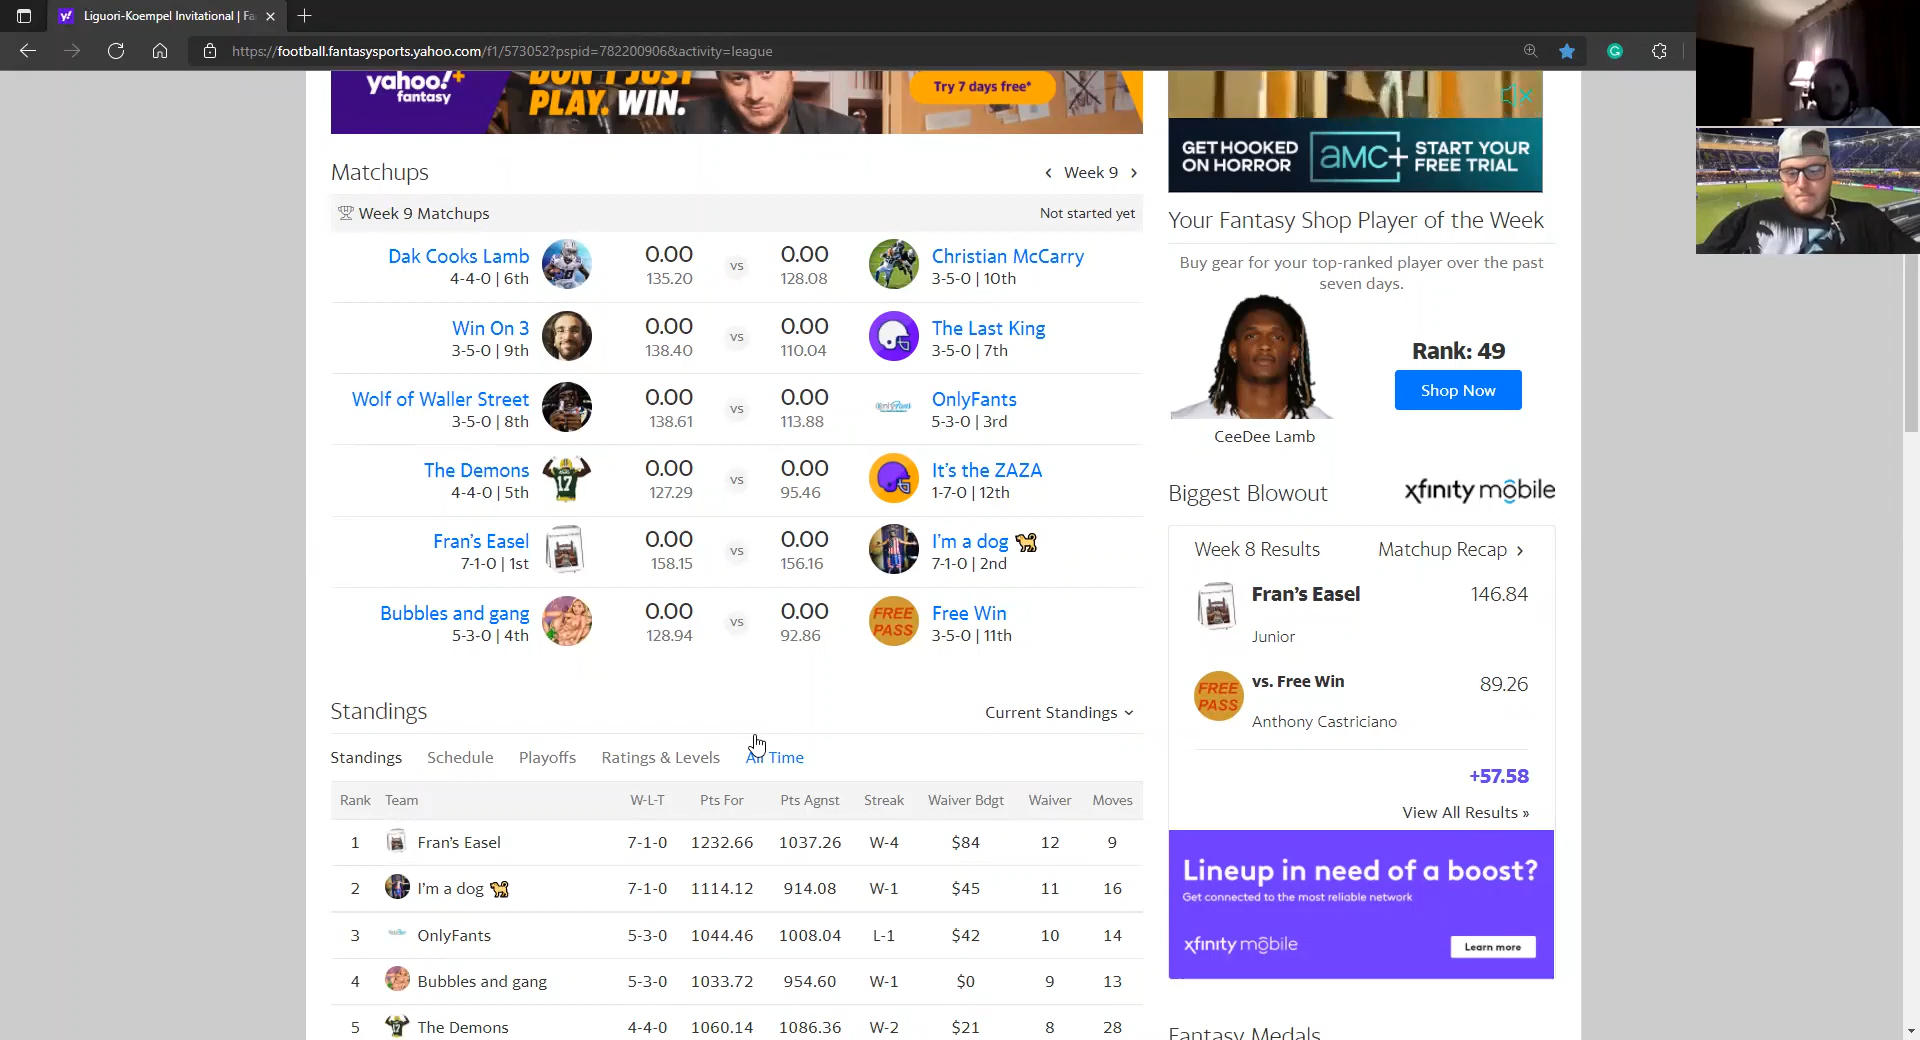 Liguori-Koempel Invitational | Fa
https://football.fantasysports.yahoo.com/f1/573052?pspid=782200906&activity=league
yahoo!+
fantasy
DON'T JUST
PLAY. WIN.
Try 7 days free*
GET HOOKED
ON HORROR
aMC+
START YOUR
FREE TRIAL
Matchups
Week 9
Week 9 Matchups
Not started yet
Dak Cooks Lamb 0.00 vs 0.00 Christian McCarry
4-4-0 | 6th 135.20 128.08 3-5-0 | 10th
Win On 3 0.00 vs 0.00 The Last King
3-5-0 | 9th 138.40 110.04 3-5-0 | 7th
Wolf of Waller Street 0.00 vs 0.00 OnlyFants
3-5-0 | 8th 138.61 113.88 5-3-0 | 3rd
The Demons 0.00 vs 0.00 It's the ZAZA
4-4-0 | 5th 127.29 95.46 1-7-0 | 12th
Fran's Easel 0.00 vs 0.00 I'm a dog 🐕
7-1-0 | 1st 158.15 156.16 7-1-0 | 2nd
Bubbles and gang 0.00 vs 0.00 FREE PASS Free Win
5-3-0 | 4th 128.94 92.86 3-5-0 | 11th
Standings
Current Standings
Standings Schedule Playoffs Ratings & Levels All Time
Rank Team W-L-T Pts For Pts Agnst Streak Waiver Bdgt Waiver Moves
1 Fran's Easel 7-1-0 1232.66 1037.26 W-4 $84 12 9
2 I'm a dog 🐕 7-1-0 1114.12 914.08 W-1 $45 11 16
3 OnlyFants 5-3-0 1044.46 1008.04 L-1 $42 10 14
4 Bubbles and gang 5-3-0 1033.72 954.60 W-1 $0 9 13
5 The Demons 4-4-0 1060.14 1086.36 W-2 $21 8 28
Your Fantasy Shop Player of the Week
Buy gear for your top-ranked player over the past
seven days.
Rank: 49
Shop Now
CeeDee Lamb
Biggest Blowout
xfinity mobile
Week 8 Results
Matchup Recap
Fran's Easel 146.84
Junior
FREE
PASS
vs. Free Win 89.26
Anthony Castriciano
+57.58
View All Results »
Lineup in need of a boost?
Get connected to the most reliable network
xfinity mobile
Learn more
Fantasy Medals